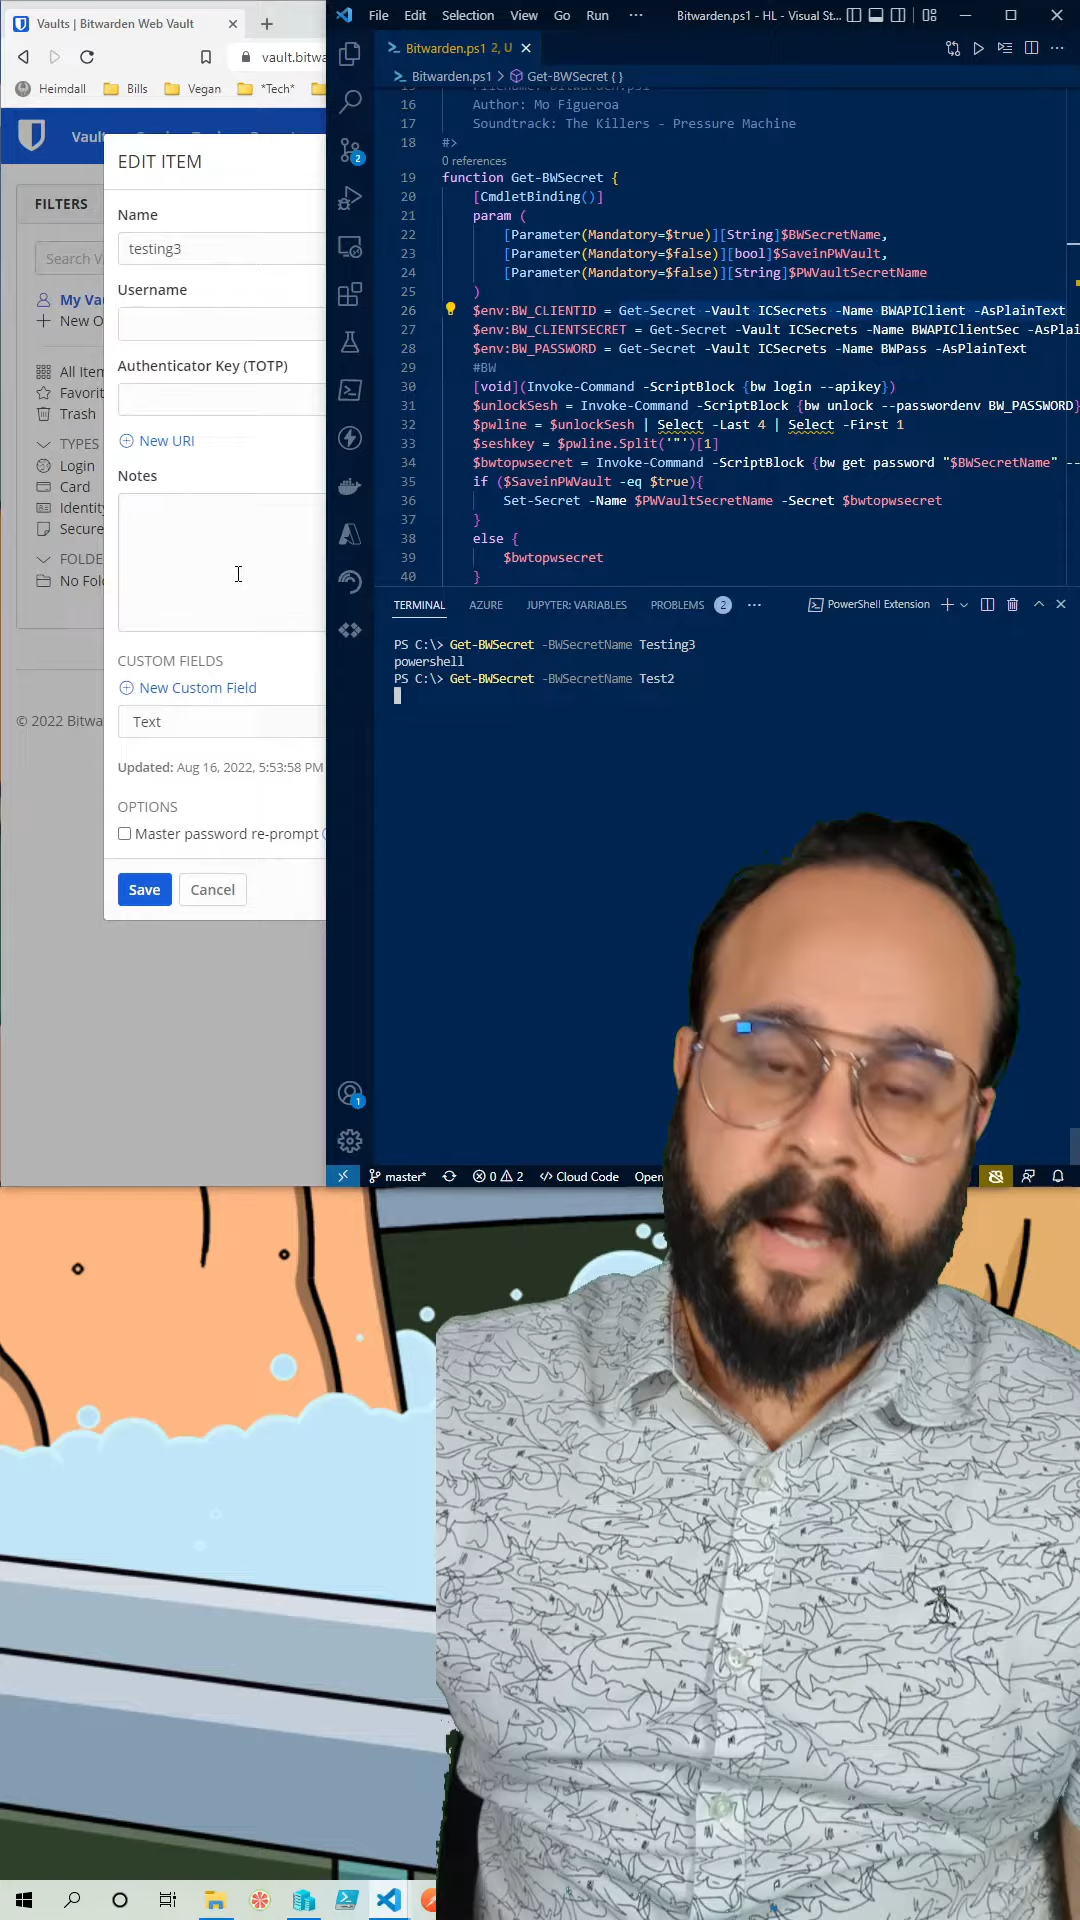 Vaults | Bitwarden Web Vault
vault.bitwa
Heimdall
Bills
Vegan
*Tech*
EDIT ITEM
FILTERS
Name
testing3
Search V
Username
My Va
New O
Authenticator Key (TOTP)
All Item
Favorit
Trash
New URI
TYPES
Login
Notes
Card
Identit
Secure
FOLDE
No Fol
CUSTOM FIELDS
New Custom Field
© 2022 Bitwa
Text
Updated: Aug 16, 2022, 5:53:58 PM
OPTIONS
Master password re-prompt
Save
Cancel
File
Edit
Selection
View
Go
Run
···
Bitwarden.ps1 - HL - Visual St...
Bitwarden.ps1 2, U
Bitwarden.ps1 > Get-BWSecret { }
16 Author: Mo Figueroa
17 Soundtrack: The Killers - Pressure Machine
18 #>
0 references
19 function Get-BWSecret {
20 [CmdletBinding()]
21 param (
22 [Parameter(Mandatory=$true)][String]$BWSecretName,
23 [Parameter(Mandatory=$false)][bool]$SaveinPWVault,
24 [Parameter(Mandatory=$false)][String]$PWVaultSecretName
25 )
26 $env:BW_CLIENTID = Get-Secret -Vault ICSecrets -Name BWAPIClient -AsPlainText
27 $env:BW_CLIENTSECRET = Get-Secret -Vault ICSecrets -Name BWAPIClientSec -AsPlai
28 $env:BW_PASSWORD = Get-Secret -Vault ICSecrets -Name BWPass -AsPlainText
29 #BW
30 [void](Invoke-Command -ScriptBlock {bw login --apikey})
31 $unlockSesh = Invoke-Command -ScriptBlock {bw unlock --passwordenv BW_PASSWORD}
32 $pwline = $unlockSesh | Select -Last 4 | Select -First 1
33 $seshkey = $pwline.Split('"')[1]
34 $bwtopwsecret = Invoke-Command -ScriptBlock {bw get password "$BWSecretName" --
35 if ($SaveinPWVault -eq $true){
36 Set-Secret -Name $PWVaultSecretName -Secret $bwtopwsecret
37 }
38 else {
39 $bwtopwsecret
40 }
TERMINAL
AZURE
JUPYTER: VARIABLES
PROBLEMS 2
···
PowerShell Extension
PS C:\> Get-BWSecret -BWSecretName Testing3
powershell
PS C:\> Get-BWSecret -BWSecretName Test2
2
1
master*
0
2
Cloud Code
Open